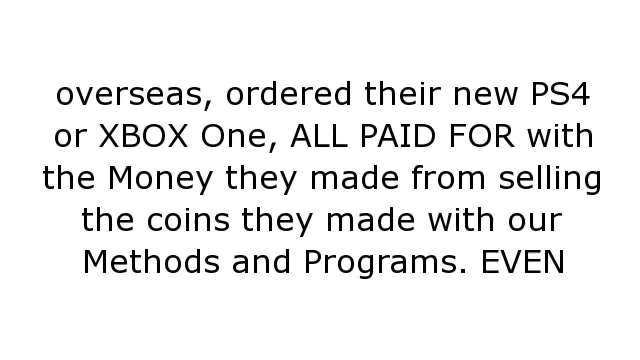 overseas, ordered their new PS4
or XBOX One, ALL PAID FOR with
the Money they made from selling
the coins they made with our
Methods and Programs. EVEN